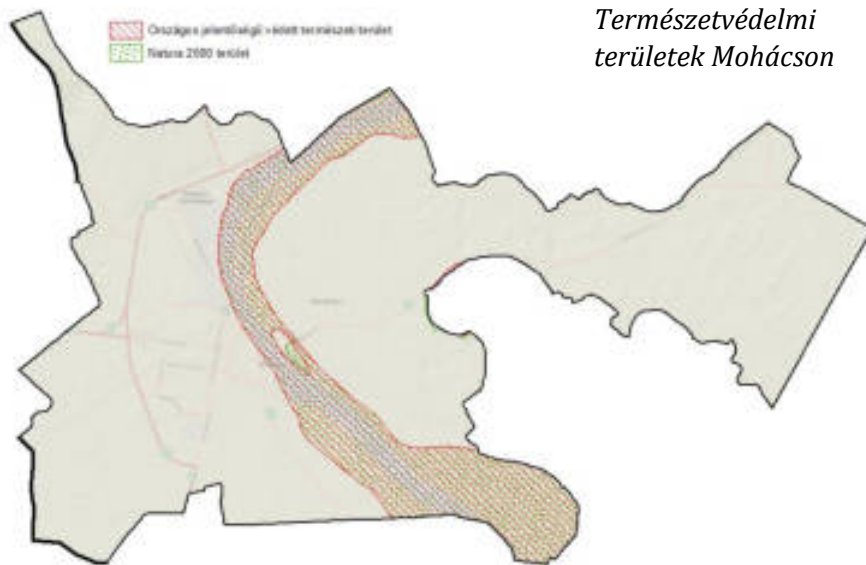 Természetvédelmi
területek Mohácson
Országos jelentőségű védett természeti terület
Natura 2000 terület